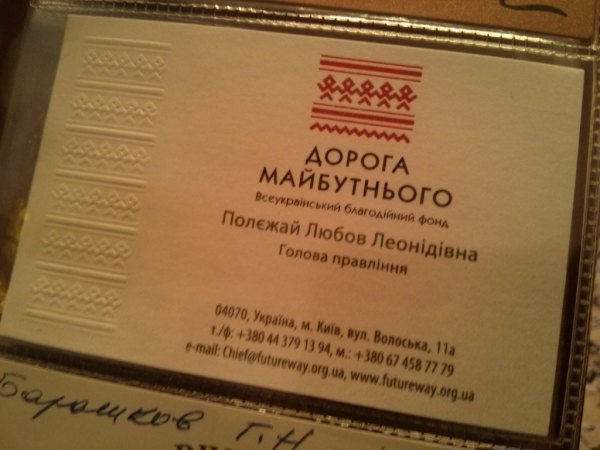 ДОРОГА
МАЙБУТНЬОГО
Всеукраїнський благодійний фонд
Полєжай Любов Леонідівна
Голова правління
04070, Україна, м. Київ, вул. Волоська, 11а
т./ф: +380 44 379 13 94, м.: +380 67 458 77 79
e-mail: Chief@futureway.org.ua, www.futureway.org.ua
Барашков Г.Н